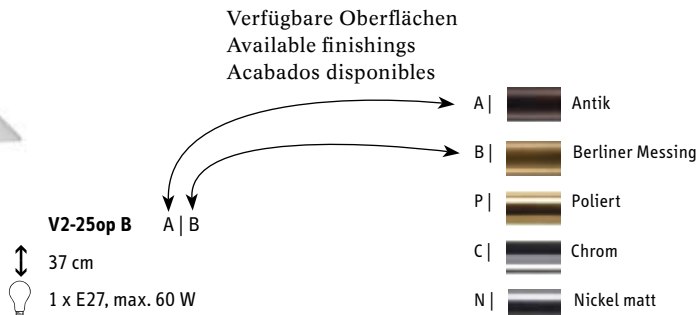 Verfügbare Oberflächen
Available finishings
Acabados disponibles
A | Antik
B | Berliner Messing
P | Poliert
C | Chrom
N | Nickel matt
V2-25op B A | B
37 cm
1 x E27, max. 60 W